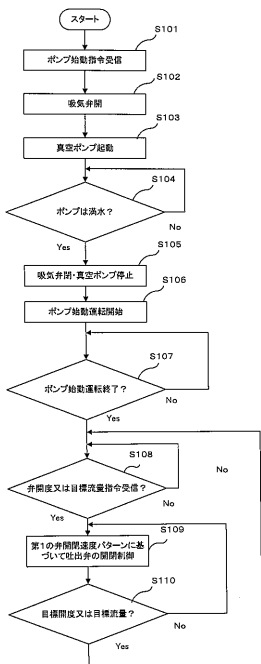 スタート
S101
ポンプ始動指令受信
S102
吸気弁開
S103
真空ポンプ起動
S104
ポンプは満水？
No
Yes
S105
吸気弁閉・真空ポンプ停止
S106
ポンプ始動運転開始
S107
ポンプ始動運転終了？
No
Yes
S108
No
弁開度又は目標流量指令受信？
No
Yes
S109
第１の弁開閉速度パターンに基
づいて吐出弁の開閉制御
S110
目標開度又は目標流量？
No
Yes